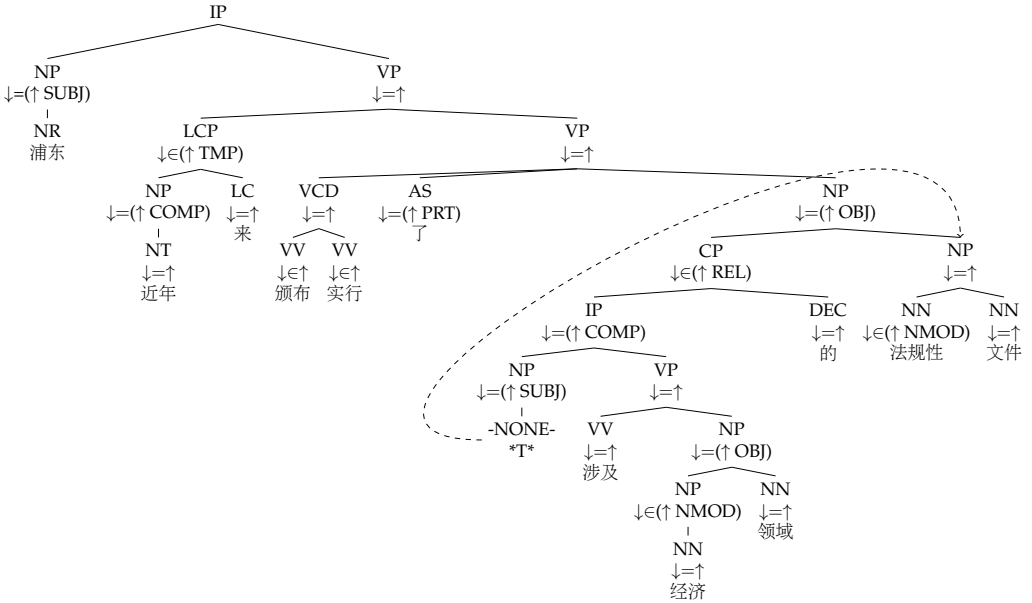 IP
NP VP
↓=(↑ SUBJ) ↓=↑
NR LCP VP
浦东 ↓∈(↑ TMP) ↓=↑
NP LC VCD AS NP
↓=(↑ COMP) ↓=↑ ↓=↑ ↓=(↑ PRT) ↓=(↑ OBJ)
来 了
NT VV VV CP NP
↓=↑ ↓∈↑ ↓∈↑ ↓∈(↑ REL) ↓=↑
近年 颁布 实行
IP DEC NN NN
↓=(↑ COMP) ↓=↑ ↓∈(↑ NMOD) ↓=↑
的 法规性 文件
NP VP
↓=(↑ SUBJ) ↓=↑
-NONE- VV NP
*T* ↓=↑ ↓=(↑ OBJ)
涉及
NP NN
↓∈(↑ NMOD) ↓=↑
领域
NN
↓=↑
经济